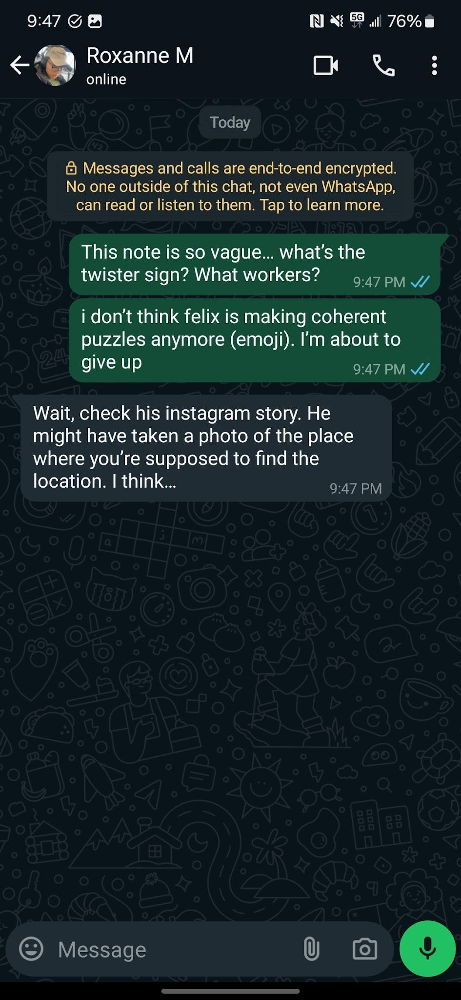 9:47
5G
76%
Roxanne M
online
Today
Messages and calls are end-to-end encrypted.
No one outside of this chat, not even WhatsApp,
can read or listen to them. Tap to learn more.
This note is so vague… what’s the
twister sign? What workers?
9:47 PM
i don’t think felix is making coherent
puzzles anymore (emoji). I’m about to
give up
9:47 PM
Wait, check his instagram story. He
might have taken a photo of the place
where you’re supposed to find the
location. I think…
9:47 PM
Message